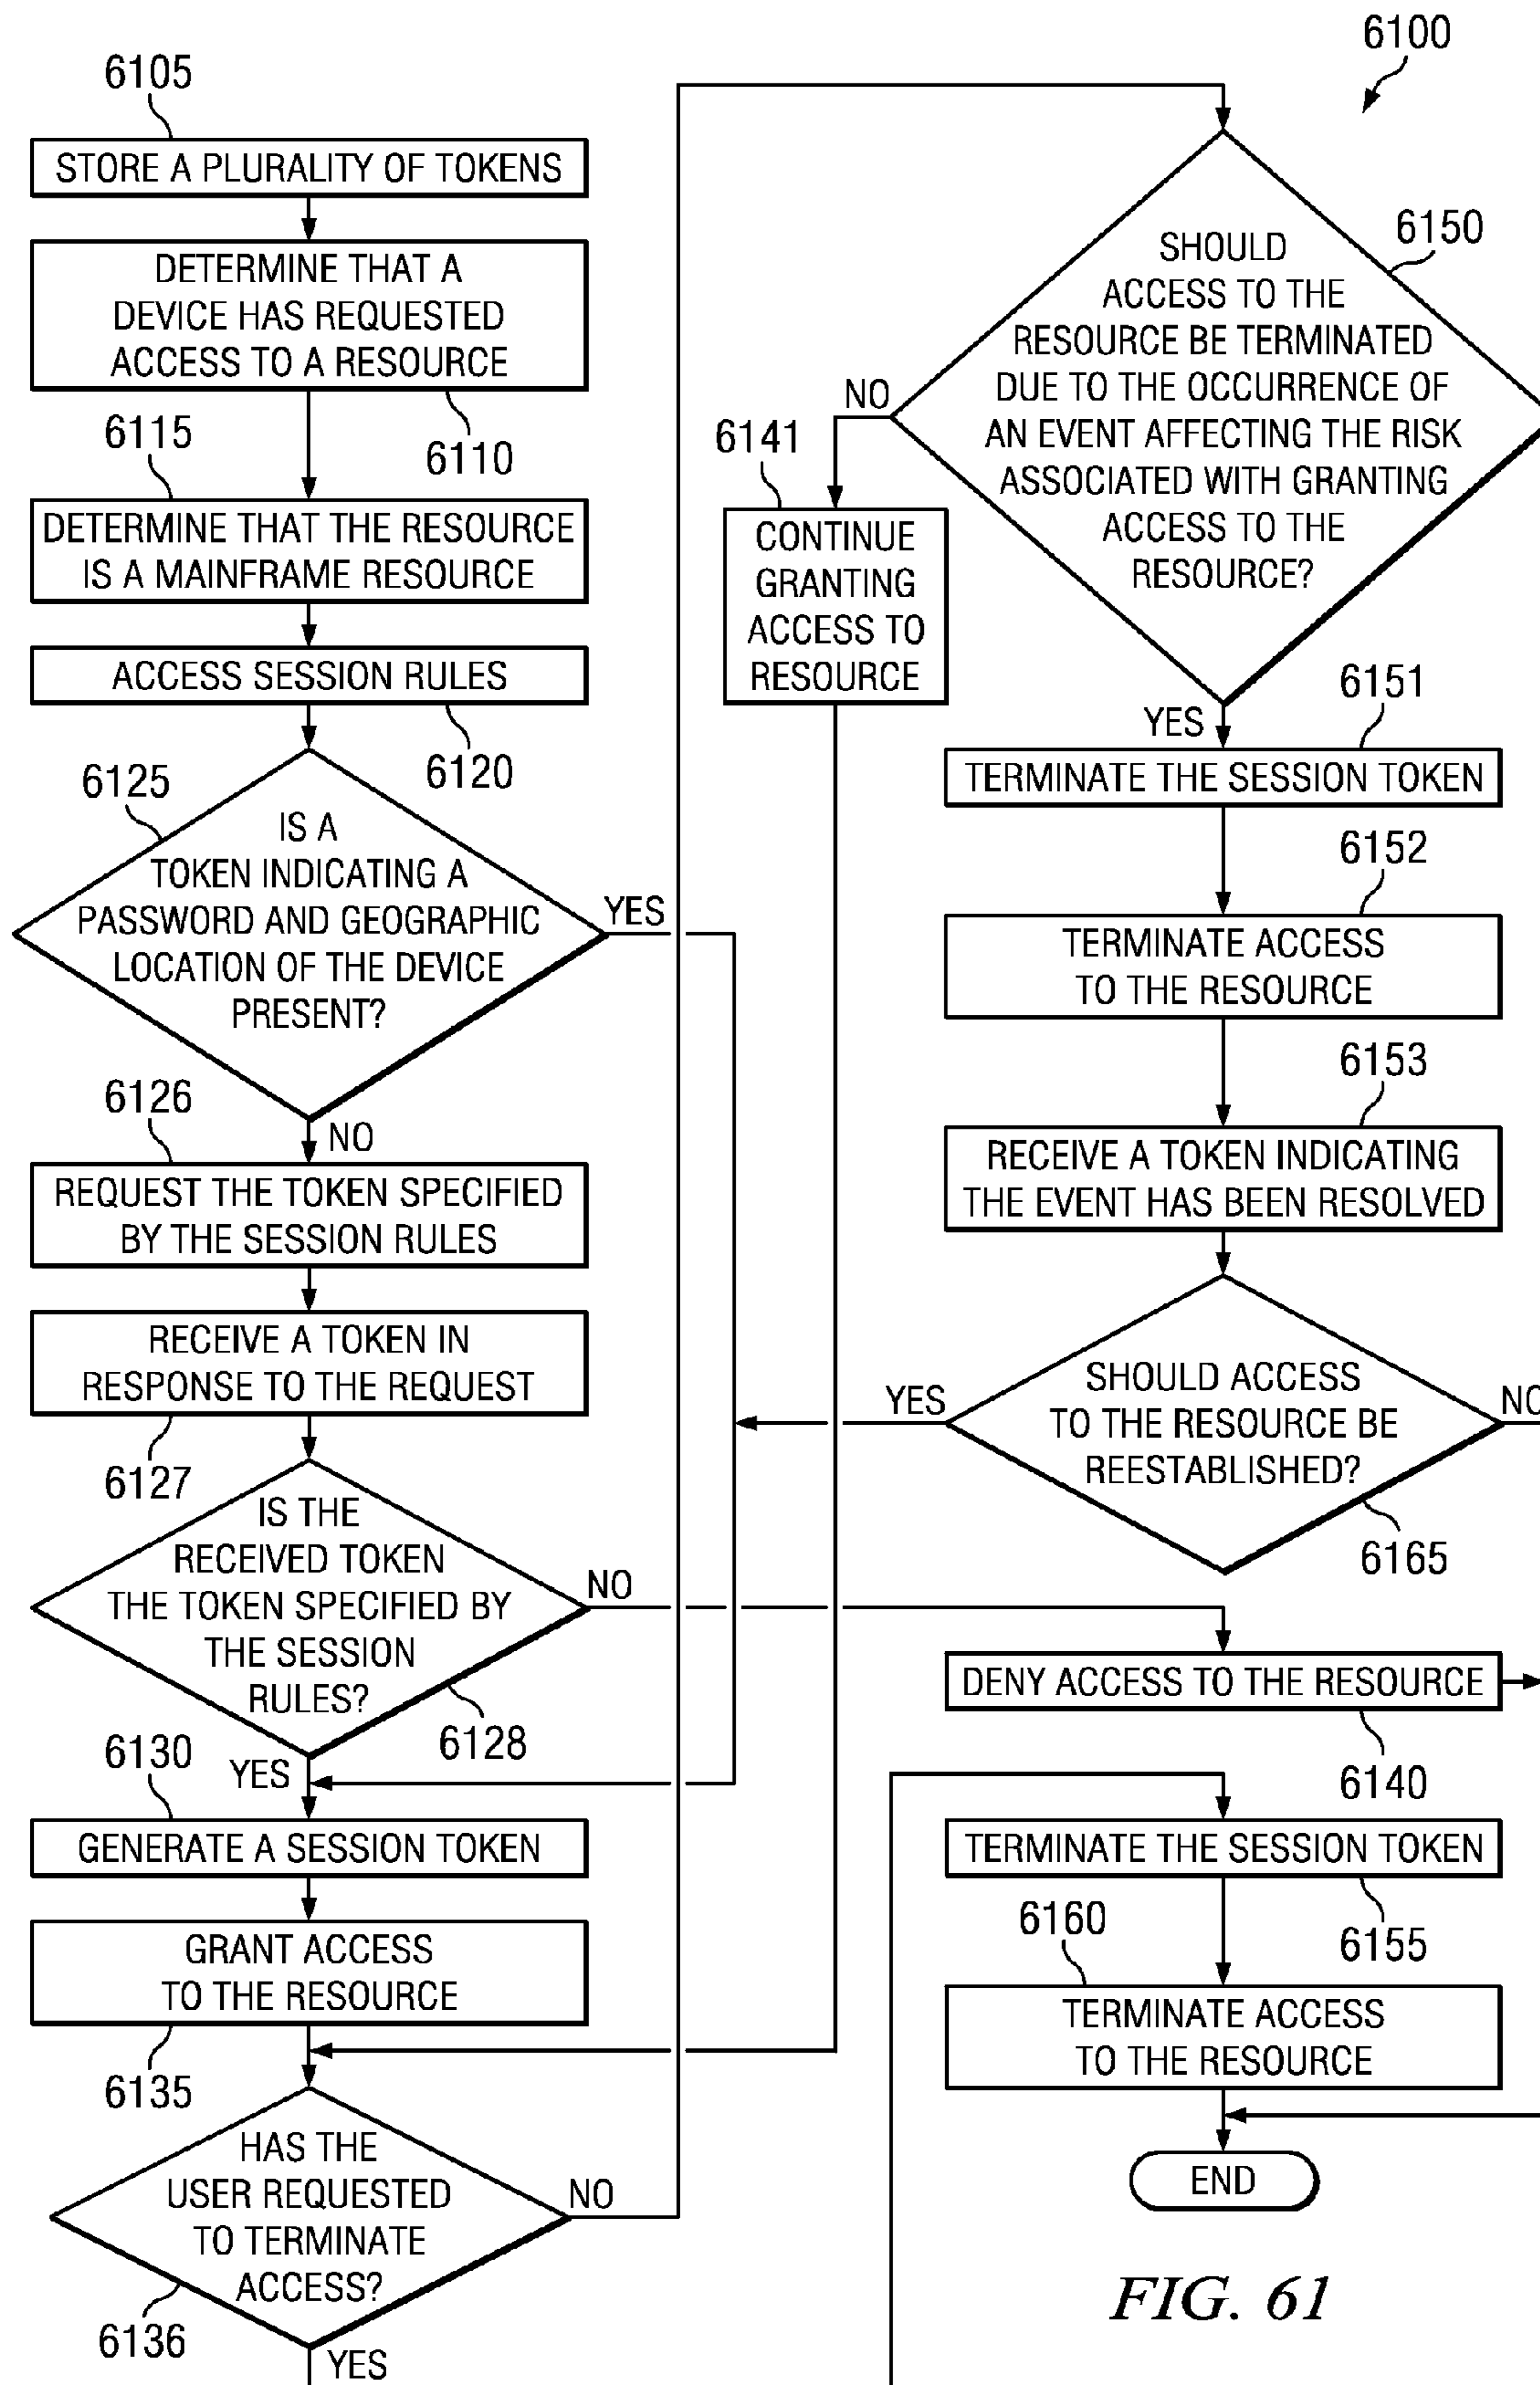 6100
6105
STORE A PLURALITY OF TOKENS
DETERMINE THAT A
DEVICE HAS REQUESTED
ACCESS TO A RESOURCE
6110
6115
DETERMINE THAT THE RESOURCE
IS A MAINFRAME RESOURCE
ACCESS SESSION RULES
6120
6125
IS A
TOKEN INDICATING A
PASSWORD AND GEOGRAPHIC
LOCATION OF THE DEVICE
PRESENT?
YES
NO
6126
REQUEST THE TOKEN SPECIFIED
BY THE SESSION RULES
RECEIVE A TOKEN IN
RESPONSE TO THE REQUEST
6127
IS THE
RECEIVED TOKEN
THE TOKEN SPECIFIED BY
THE SESSION
RULES?
NO
6128
YES
6130
GENERATE A SESSION TOKEN
GRANT ACCESS
TO THE RESOURCE
6135
HAS THE
USER REQUESTED
TO TERMINATE
ACCESS?
NO
6136
YES
6150
SHOULD
ACCESS TO THE
RESOURCE BE TERMINATED
DUE TO THE OCCURRENCE OF
AN EVENT AFFECTING THE RISK
ASSOCIATED WITH GRANTING
ACCESS TO THE
RESOURCE?
NO
6141
CONTINUE
GRANTING
ACCESS TO
RESOURCE
YES
6151
TERMINATE THE SESSION TOKEN
6152
TERMINATE ACCESS
TO THE RESOURCE
6153
RECEIVE A TOKEN INDICATING
THE EVENT HAS BEEN RESOLVED
SHOULD ACCESS
TO THE RESOURCE BE
REESTABLISHED?
YES
NO
6165
DENY ACCESS TO THE RESOURCE
6140
TERMINATE THE SESSION TOKEN
6155
6160
TERMINATE ACCESS
TO THE RESOURCE
END
FIG. 61